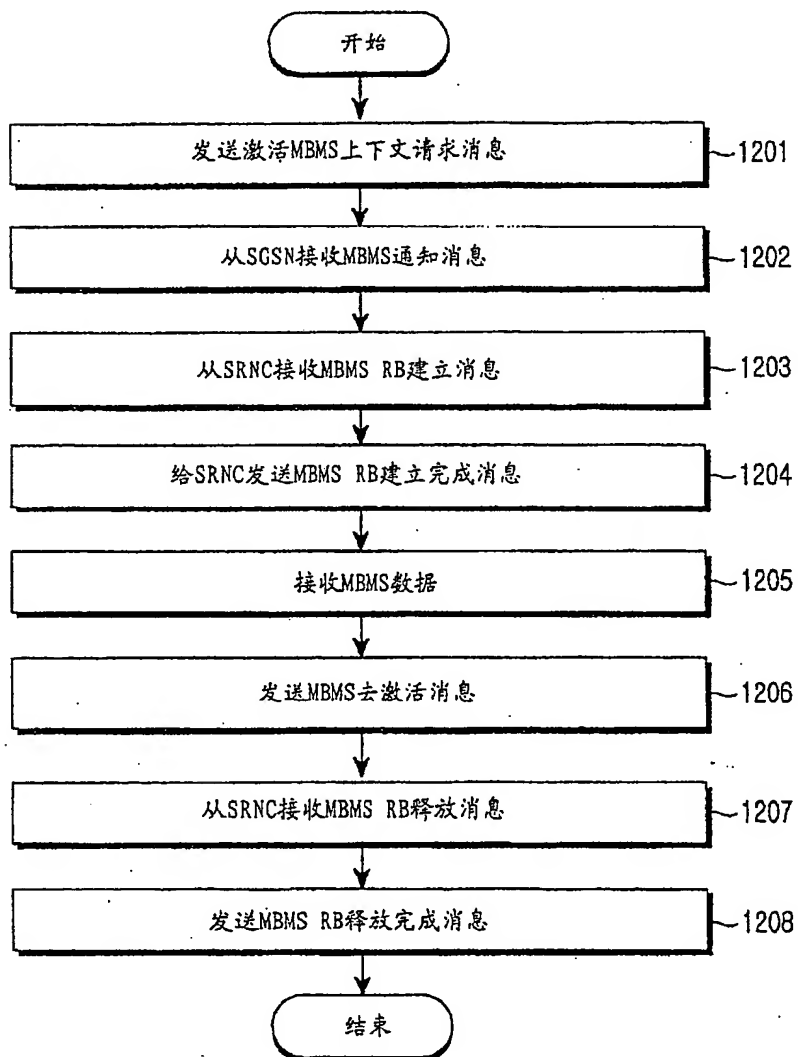 开始
发送激活MBMS上下文请求消息
1201
从SGSN接收MBMS通知消息
1202
从SRNC接收MBMS RB建立消息
1203
给SRNC发送MBMS RB建立完成消息
1204
接收MBMS数据
1205
发送MBMS去激活消息
1206
从SRNC接收MBMS RB释放消息
1207
发送MBMS RB释放完成消息
1208
结束